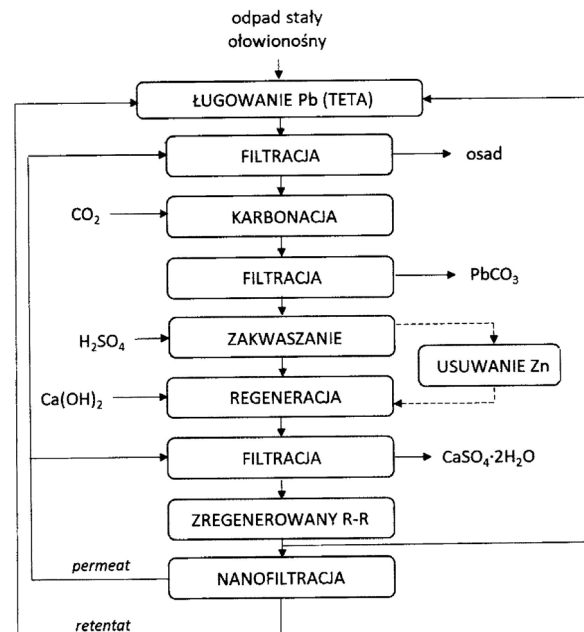 odpad stały
ołowionośny
ŁUGOWANIE Pb (TETA)
FILTRACJA
osad
CO₂
KARBONACJA
FILTRACJA
PbCO₃
H₂SO₄
ZAKWASZANIE
USUWANIE Zn
Ca(OH)₂
REGENERACJA
FILTRACJA
CaSO₄·2H₂O
ZREGENEROWANY R-R
permeat
NANOFILTRACJA
retentat